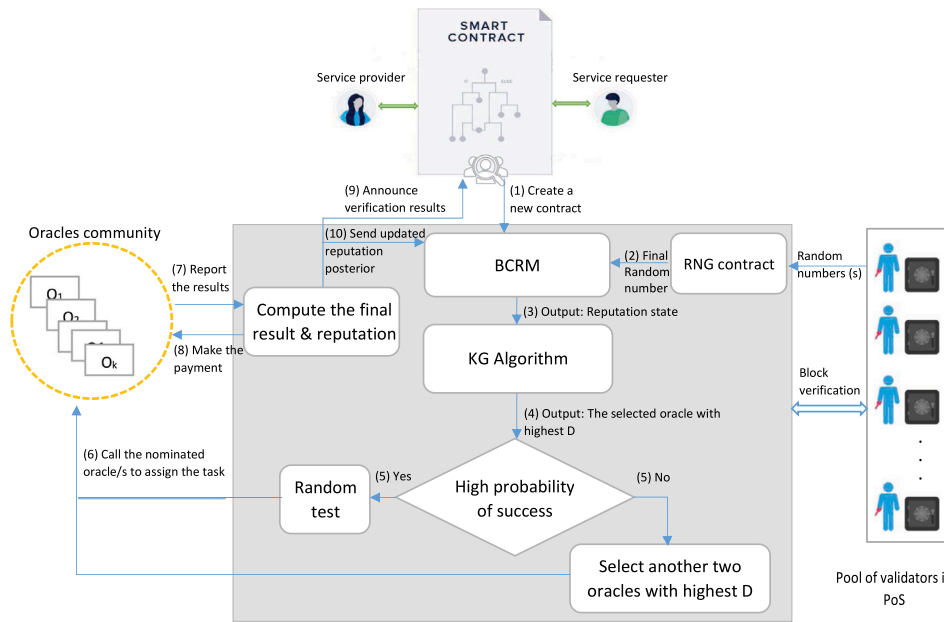 SMART
CONTRACT
IF
ELSE
Service provider
Service requester
(9) Announce
verification results
(1) Create a
new contract
Oracles community
(10) Send updated
reputation
posterior
BCRM
(2) Final
Random
number
RNG contract
Random
numbers (s)
(7) Report
the results
O1
O2
Ok
Compute the final
result & reputation
(3) Output: Reputation state
(8) Make the
payment
KG Algorithm
Block
verification
(4) Output: The selected oracle with
highest D
(6) Call the nominated
oracle/s to assign the task
(5) Yes
(5) No
Random
test
High probability
of success
Select another two
oracles with highest D
Pool of validators i
PoS